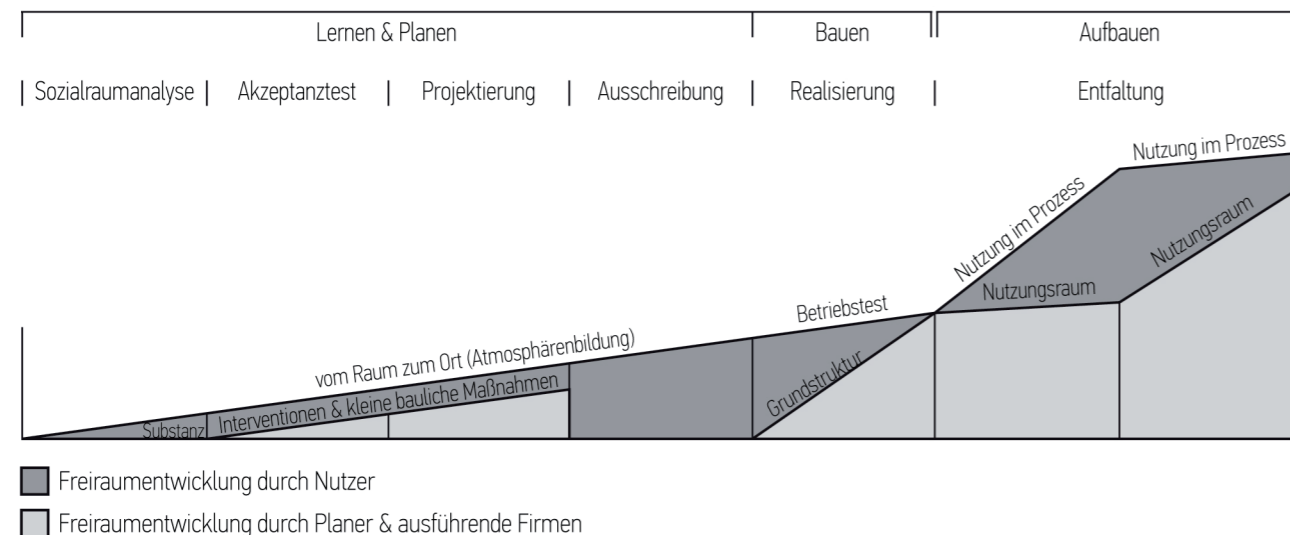 Lernen & Planen
Bauen
Aufbauen
Sozialraumanalyse
Akzeptanztest
Projektierung
Ausschreibung
Realisierung
Entfaltung
Nutzung im Prozess
Nutzung im Prozess
Nutzungsraum
Nutzungsraum
Betriebstest
vom Raum zum Ort (Atmosphärenbildung)
Interventionen & kleine bauliche Maßnahmen
Grundstruktur
Substanz
Freiraumentwicklung durch Nutzer
Freiraumentwicklung durch Planer & ausführende Firmen